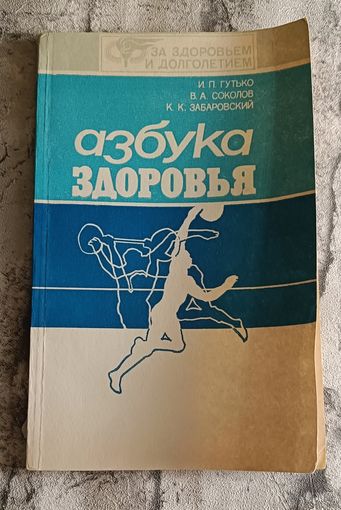 ЗА ЗДОРОВЬЕМ
И ДОЛГОЛЕТИЕМ
И. П. ГУТЬКО
В. А. СОКОЛОВ
К. К. ЗАБАРОВСКИЙ
азбука
ЗДОРОВЬЯ